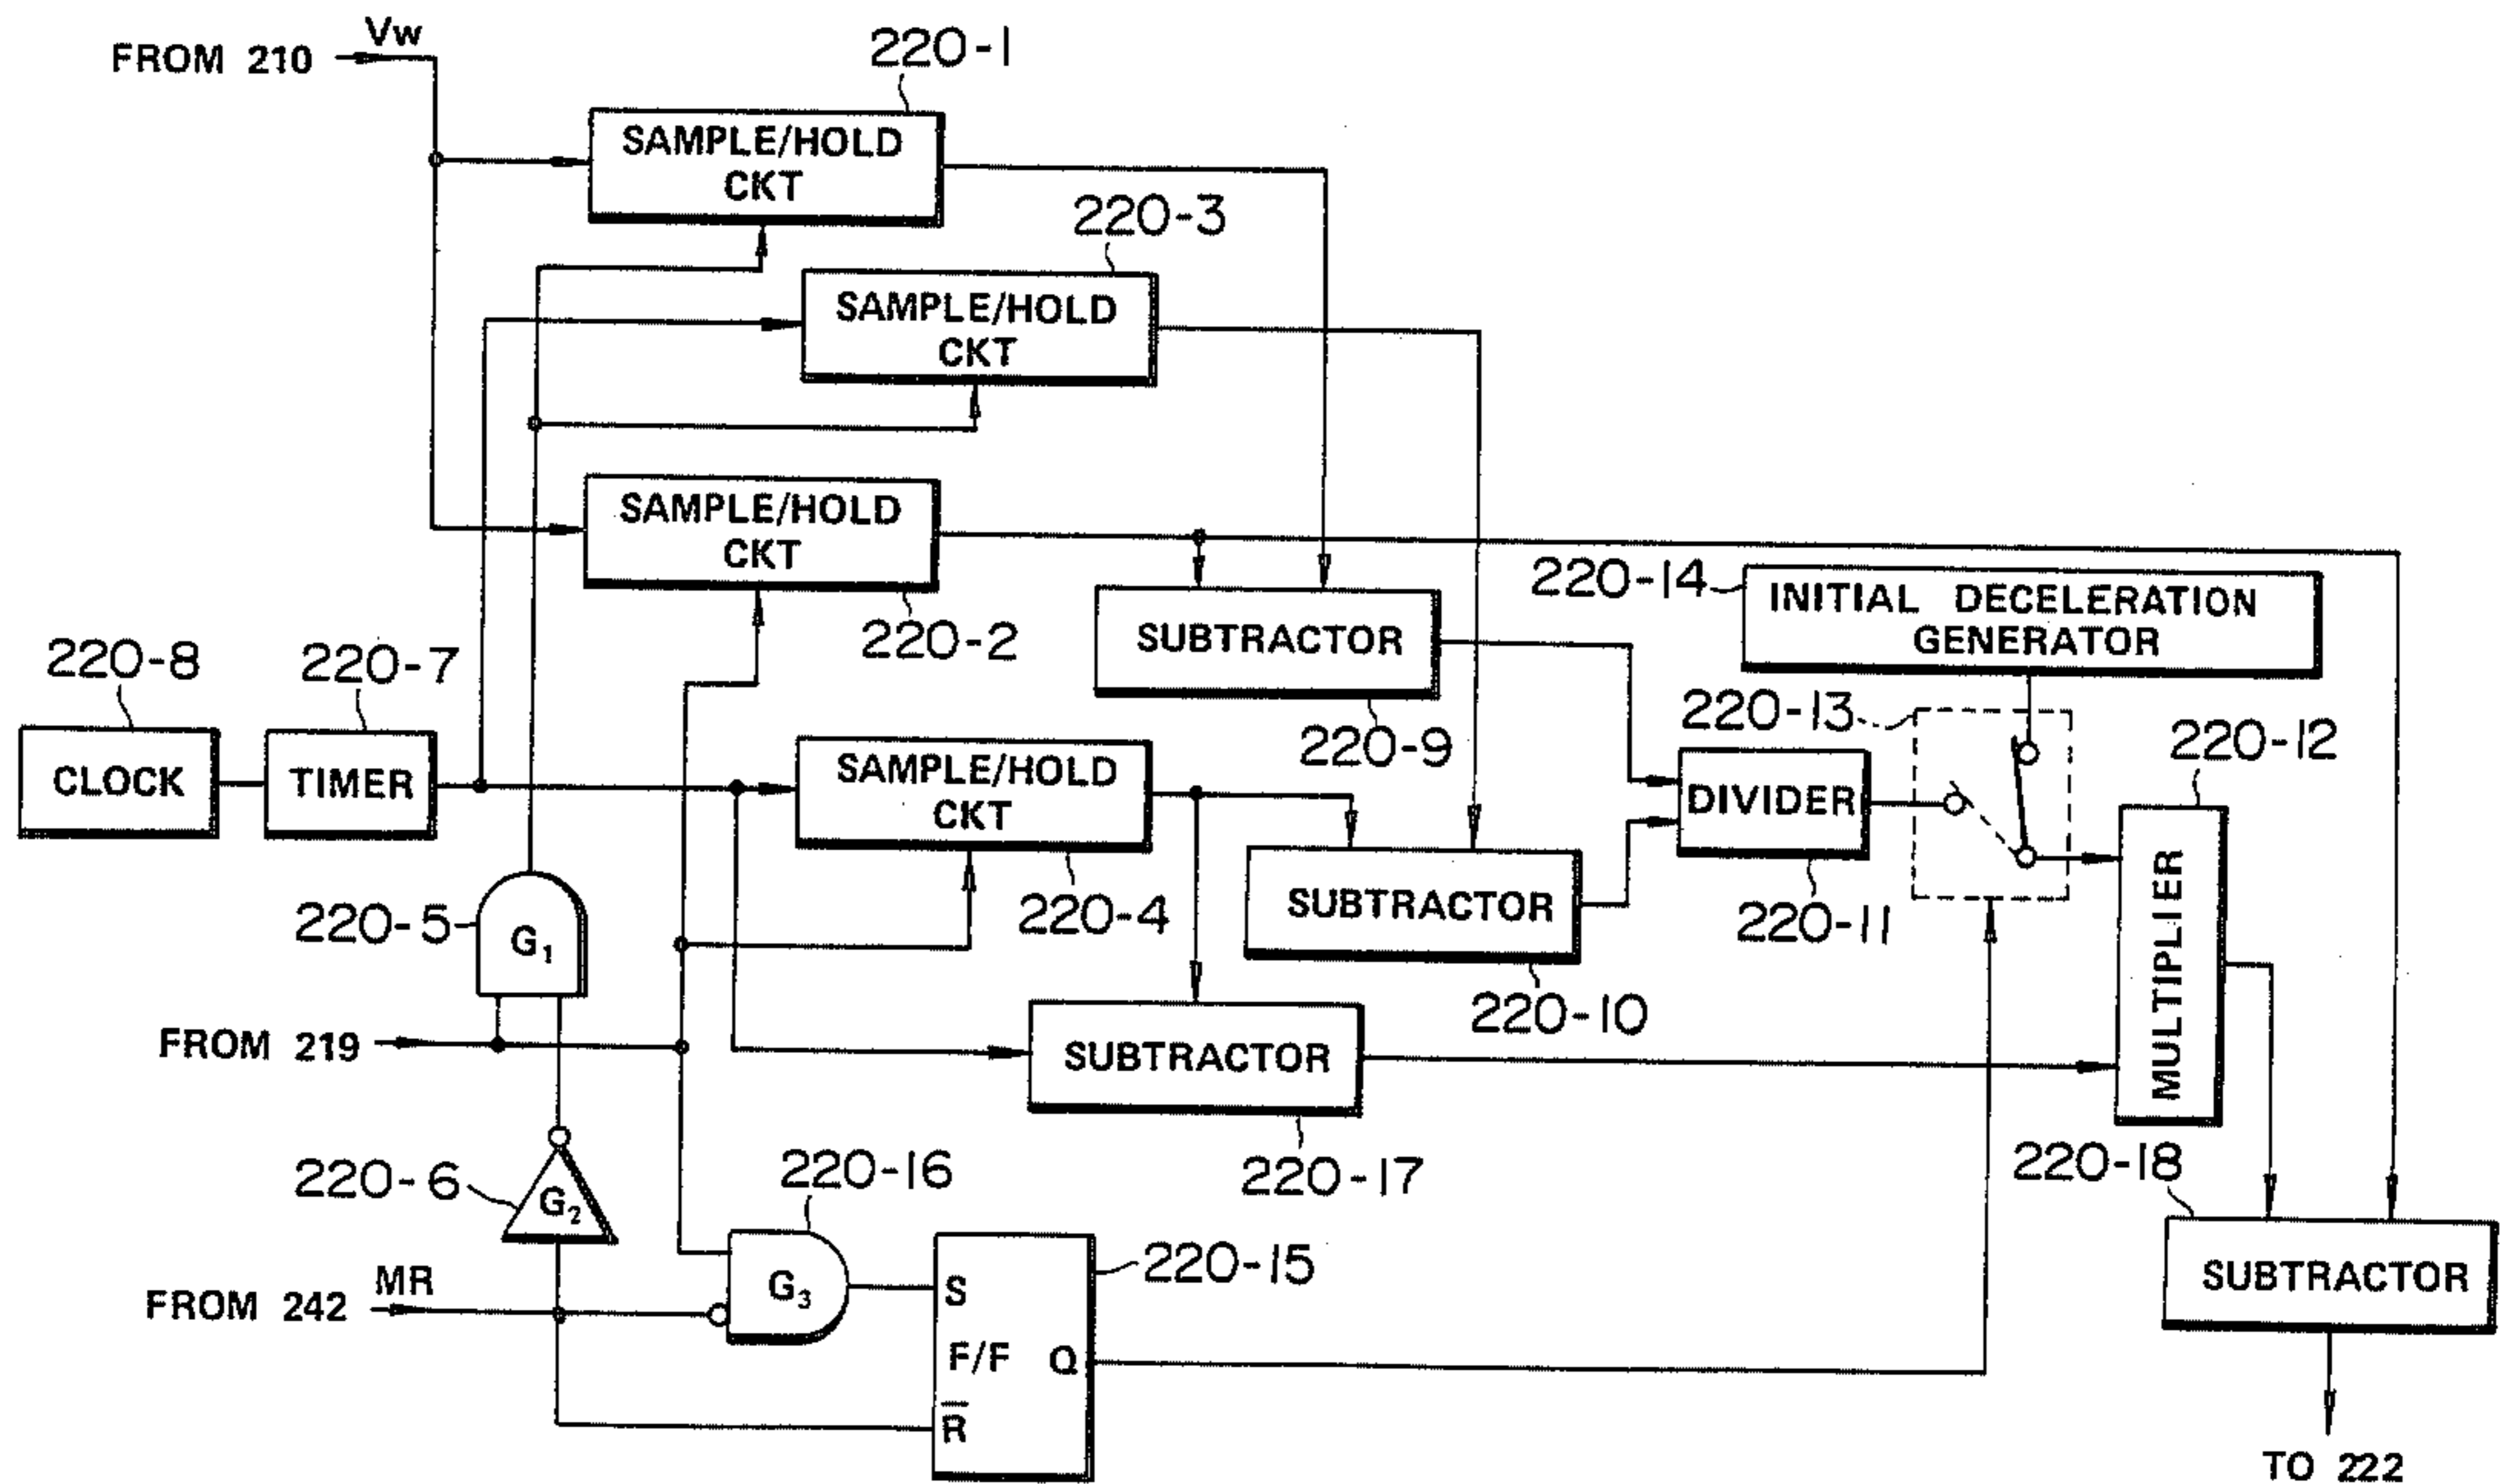 Vw
FROM 210
220-1
SAMPLE/HOLD
CKT
220-3
SAMPLE/HOLD
CKT
SAMPLE/HOLD
CKT
220-2
220-14
INITIAL DECELERATION
GENERATOR
SUBTRACTOR
220-9
220-8
220-7
CLOCK
TIMER
SAMPLE/HOLD
CKT
220-4
220-13
220-12
DIVIDER
220-11
SUBTRACTOR
220-10
MULTIPLIER
220-5
G1
FROM 219
SUBTRACTOR
220-17
220-6
G2
220-16
G3
MR
FROM 242
S
F/F
Q
R̅
220-15
220-18
SUBTRACTOR
TO 222